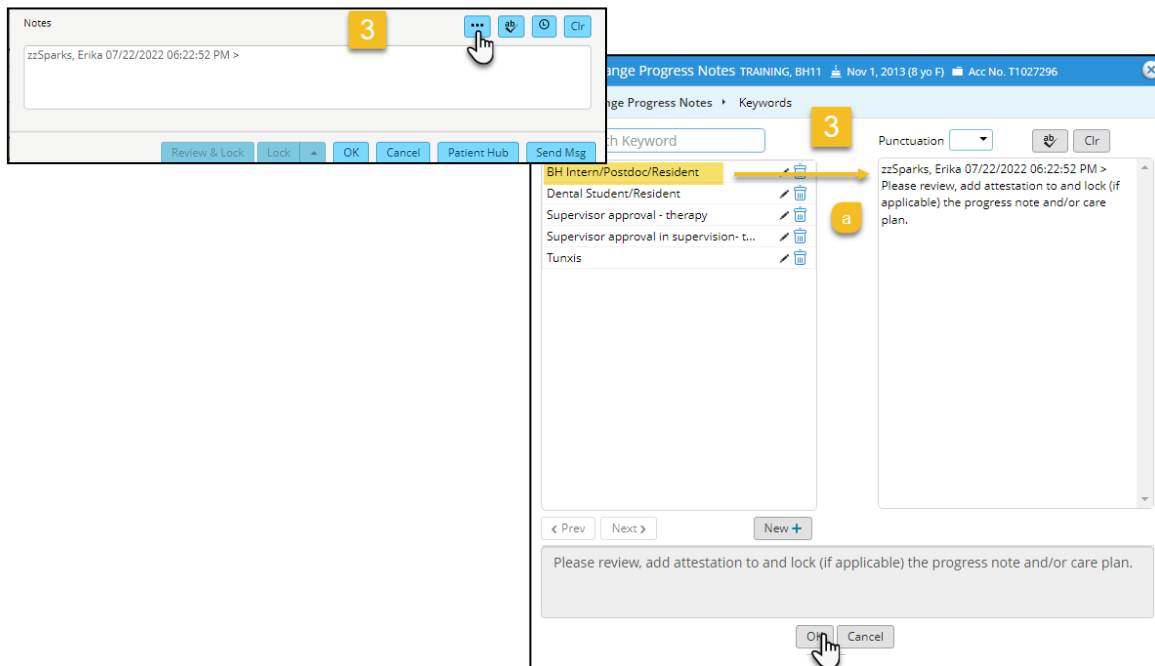 Notes
3
ab
Clr
zzSparks, Erika 07/22/2022 06:22:52 PM >
Review & Lock Lock OK Cancel Patient Hub Send Msg
ange Progress Notes TRAINING, BH11 Nov 1, 2013 (8 yo F) Acc No. T1027296
nge Progress Notes Keywords
h Keyword
3
Punctuation
ab
Clr
BH Intern/Postdoc/Resident
Dental Student/Resident
Supervisor approval - therapy
Supervisor approval in supervision- t...
Tunxis
a
zzSparks, Erika 07/22/2022 06:22:52 PM >
Please review, add attestation to and lock (if
applicable) the progress note and/or care
plan.
Prev Next New +
Please review, add attestation to and lock (if applicable) the progress note and/or care plan.
OK Cancel